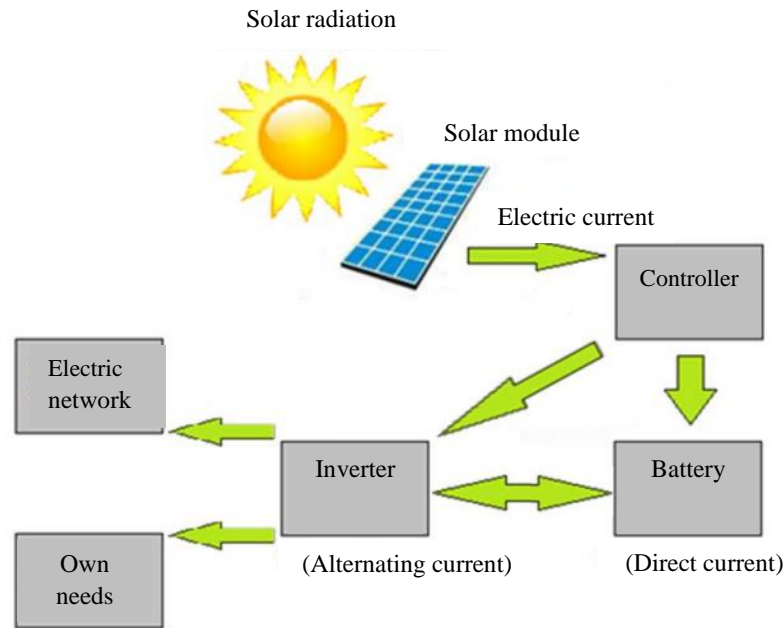 Solar radiation
Solar module
Electric current
Controller
Electric
network
Inverter
Battery
(Alternating current)
(Direct current)
Own
needs